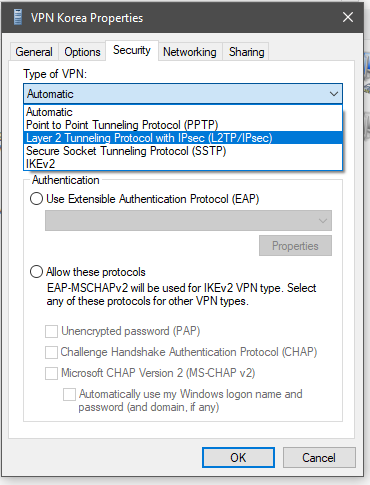 VPN Korea Properties
General
Options
Security
Networking
Sharing
Type of VPN:
Automatic
Automatic
Point to Point Tunneling Protocol (PPTP)
Layer 2 Tunneling Protocol with IPsec (L2TP/IPsec)
Secure Socket Tunneling Protocol (SSTP)
IKEv2
Authentication
Use Extensible Authentication Protocol (EAP)
Properties
Allow these protocols
EAP-MSCHAPv2 will be used for IKEv2 VPN type. Select
any of these protocols for other VPN types.
Unencrypted password (PAP)
Challenge Handshake Authentication Protocol (CHAP)
Microsoft CHAP Version 2 (MS-CHAP v2)
Automatically use my Windows logon name and
password (and domain, if any)
OK
Cancel